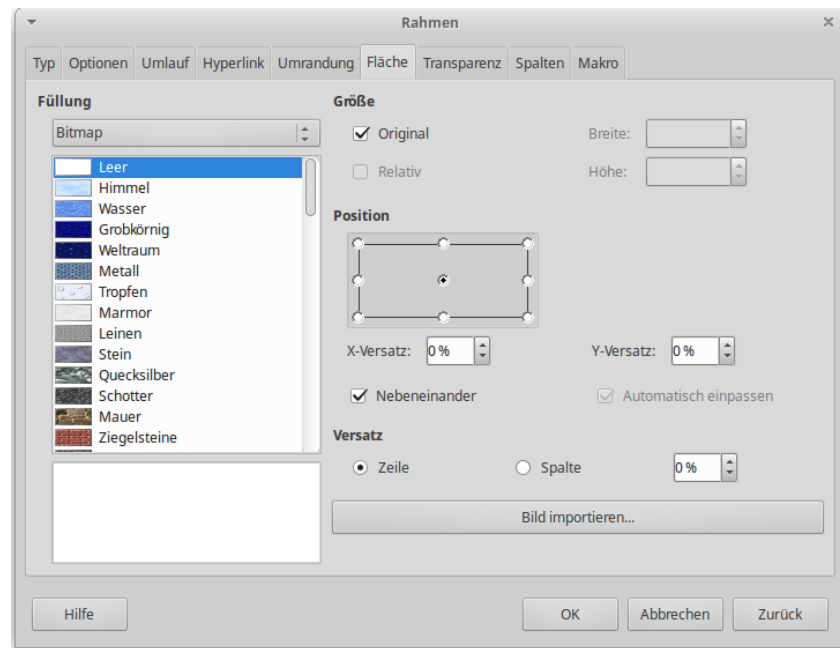 Rahmen
Typ Optionen Umlauf Hyperlink Umrandung Fläche Transparenz Spalten Makro
Füllung
Bitmap
Leer
Himmel
Wasser
Grobkörnig
Weltraum
Metall
Tropfen
Marmor
Leinen
Stein
Quecksilber
Schotter
Mauer
Ziegelsteine
Größe
Original Breite:
Relativ Höhe:
Position
X-Versatz: 0 % Y-Versatz: 0 %
Nebeneinander Automatisch einpassen
Versatz
Zeile Spalte 0 %
Bild importieren...
Hilfe OK Abbrechen Zurück